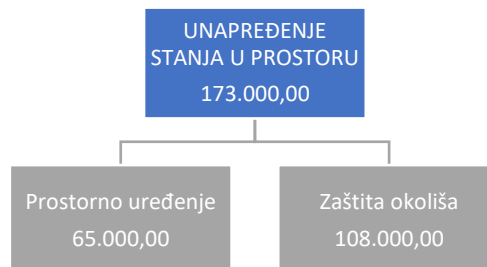 UNAPREĐENJE
STANJA U PROSTORU
173.000,00
Prostorno uređenje
65.000,00
Zaštita okoliša
108.000,00